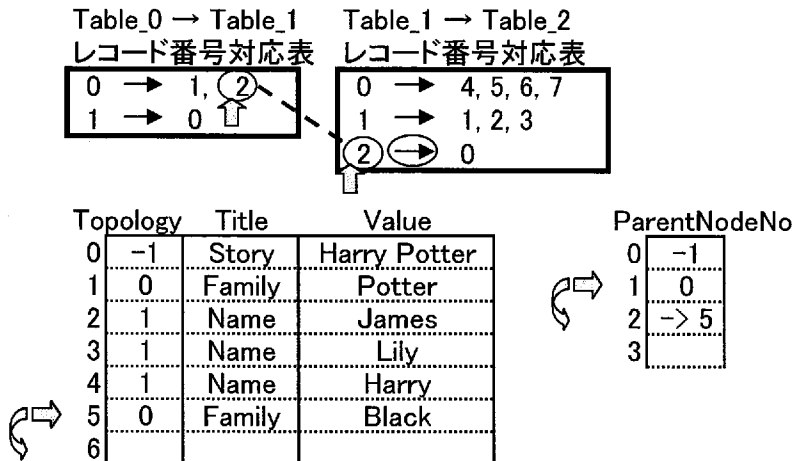 Table_0 → Table_1
レコード番号対応表
0 → 1, 2
1 → 0
Table_1 → Table_2
レコード番号対応表
0 → 4, 5, 6, 7
1 → 1, 2, 3
2 → 0
Topology Title Value
0 -1 Story Harry Potter
1 0 Family Potter
2 1 Name James
3 1 Name Lily
4 1 Name Harry
5 0 Family Black
6
ParentNodeNo
0 -1
1 0
2 -> 5
3